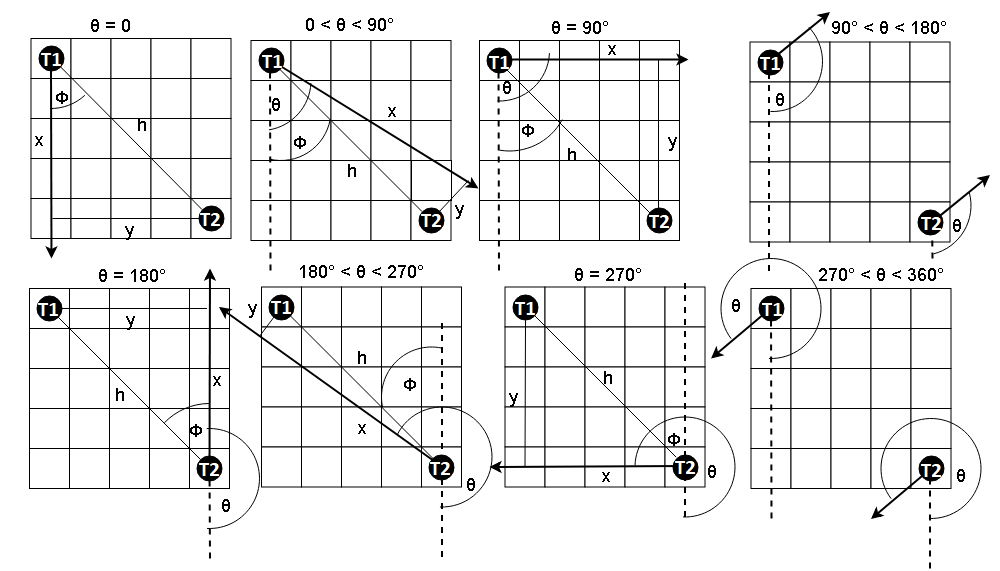 θ = 0
0 < θ < 90°
θ = 90°
90° < θ < 180°
T1
Φ
x
h
y
T2
T1
θ
Φ
x
h
y
T2
T1
x
θ
Φ
h
y
T2
T1
θ
T2
θ
θ = 180°
180° < θ < 270°
θ = 270°
270° < θ < 360°
T1
y
x
h
Φ
T2
θ
y
T1
h
Φ
x
T2
θ
T1
h
y
Φ
T2
θ
x
θ
T1
T2
θ